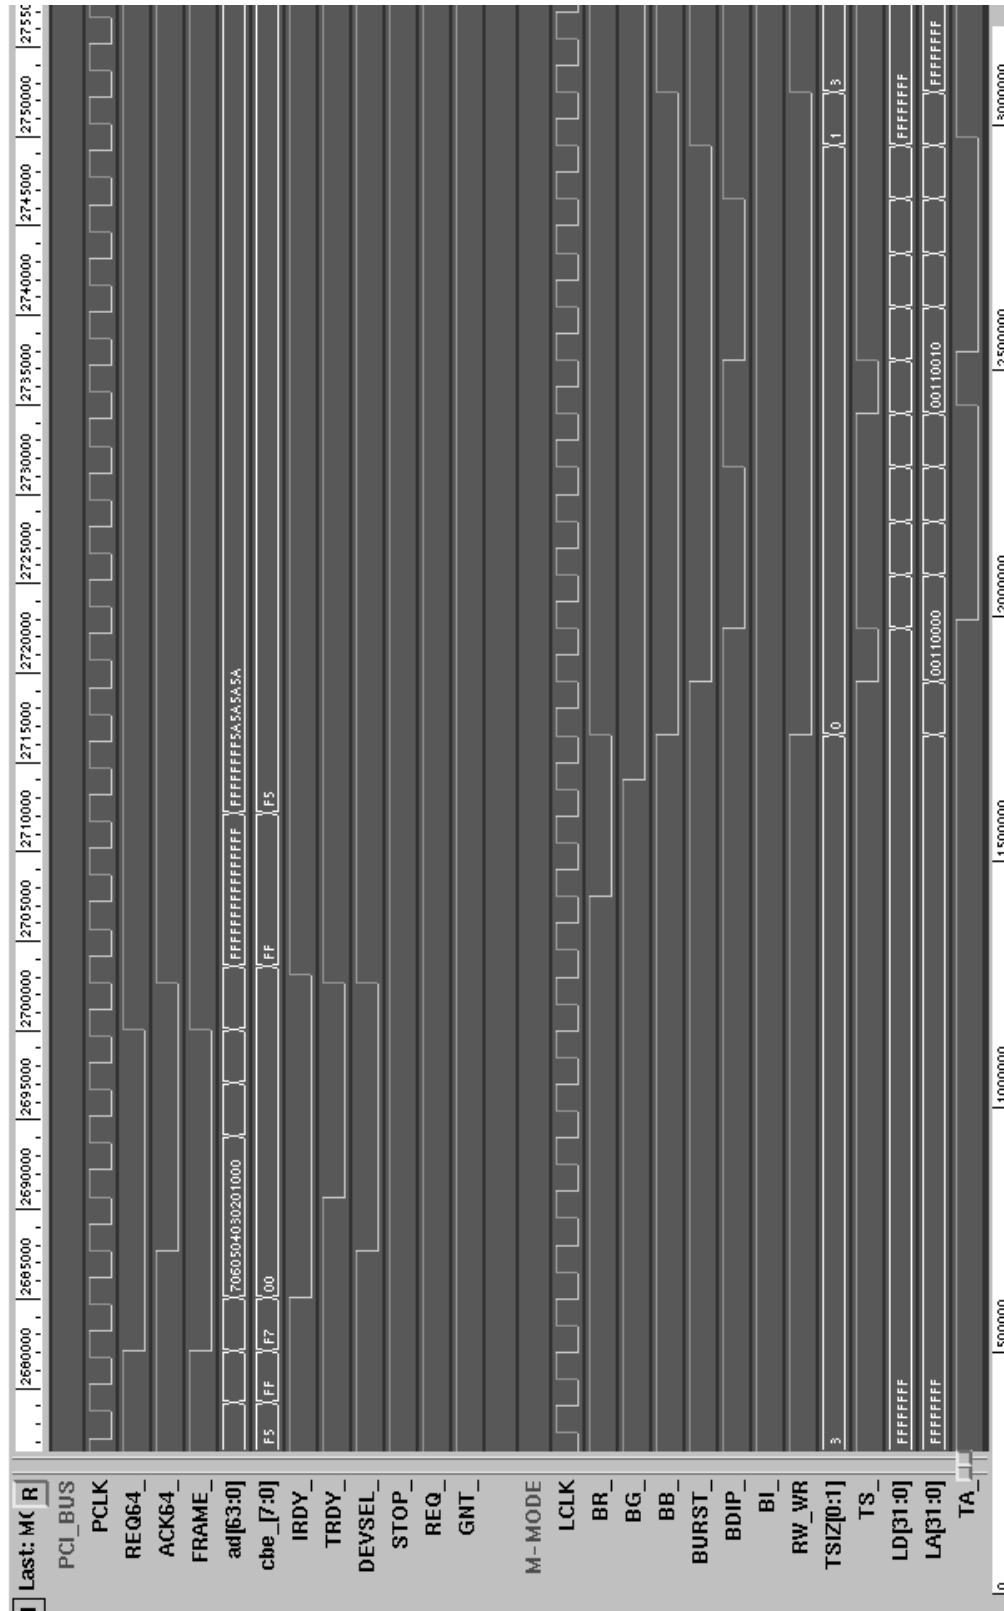 Last: M( R
2680000 2685000 2690000 2695000 2700000 2705000 2710000 2715000 2720000 2725000 2730000 2735000 2740000 2745000 2750000 27550
PCI_BUS
PCLK
REQ64_
ACK64_
FRAME_
ad[63:0] 7060504030201000 FFFFFFFFFFFFFFFF FFFFFFFF5A5A5A5A
cbe_[7:0] F5 FF F7 00 FF F5
IRDY_
TRDY_
DEVSEL_
STOP_
REQ_
GNT_
M-MODE
LCLK
BR_
BG_
BB_
BURST_
BDIP_
BI_
RW_WR
TSIZ[0:1] 3 0 1 3
TS_
LD[31:0] FFFFFFFF FFFFFFFF
LA[31:0] FFFFFFFF 00110000 00110010 FFFFFFFF
TA_
0 500000 1000000 1500000 2000000 2500000 3000000